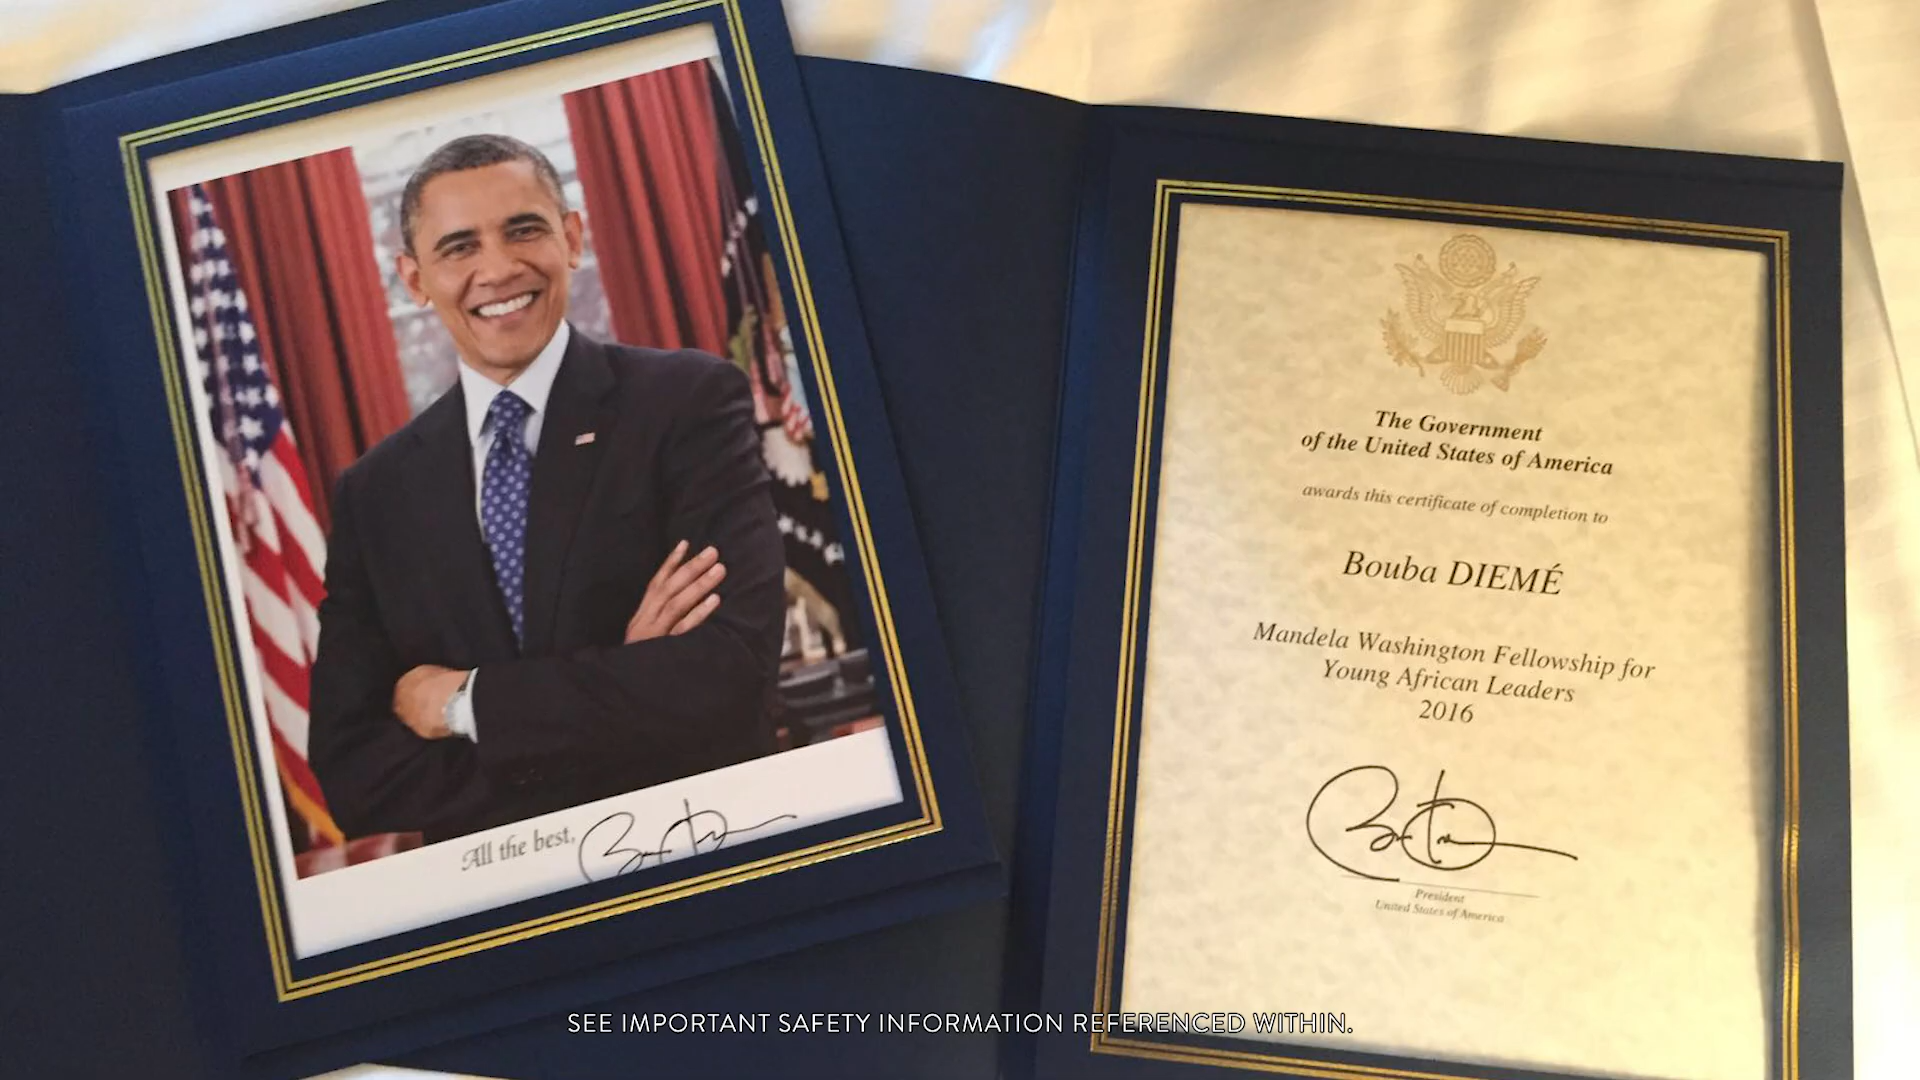 All the best,
The Government
of the United States of America
awards this certificate of completion to
Bouba DIEMÉ
Mandela Washington Fellowship for
Young African Leaders
2016
President
United States of America
SEE IMPORTANT SAFETY INFORMATION REFERENCED WITHIN.